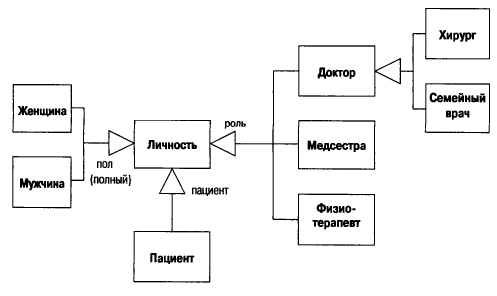 Хирург
Доктор
Семейный
врач
Женщина
роль
Личность
Медсестра
пол
{полный}
Мужчина
пациент
Физио-
терапевт
Пациент